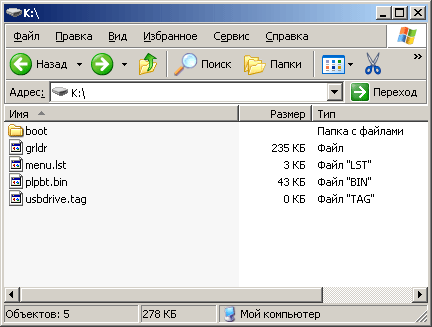 K:\
Файл Правка Вид Избранное Сервис Справка
Назад Поиск Папки »
Адрес: K:\ Переход
Имя Размер Тип
boot Папка с файлами
grldr 235 КБ Файл
menu.lst 3 КБ Файл "LST"
plpbt.bin 43 КБ Файл "BIN"
usbdrive.tag 0 КБ Файл "TAG"
Объектов: 5 278 КБ Мой компьютер